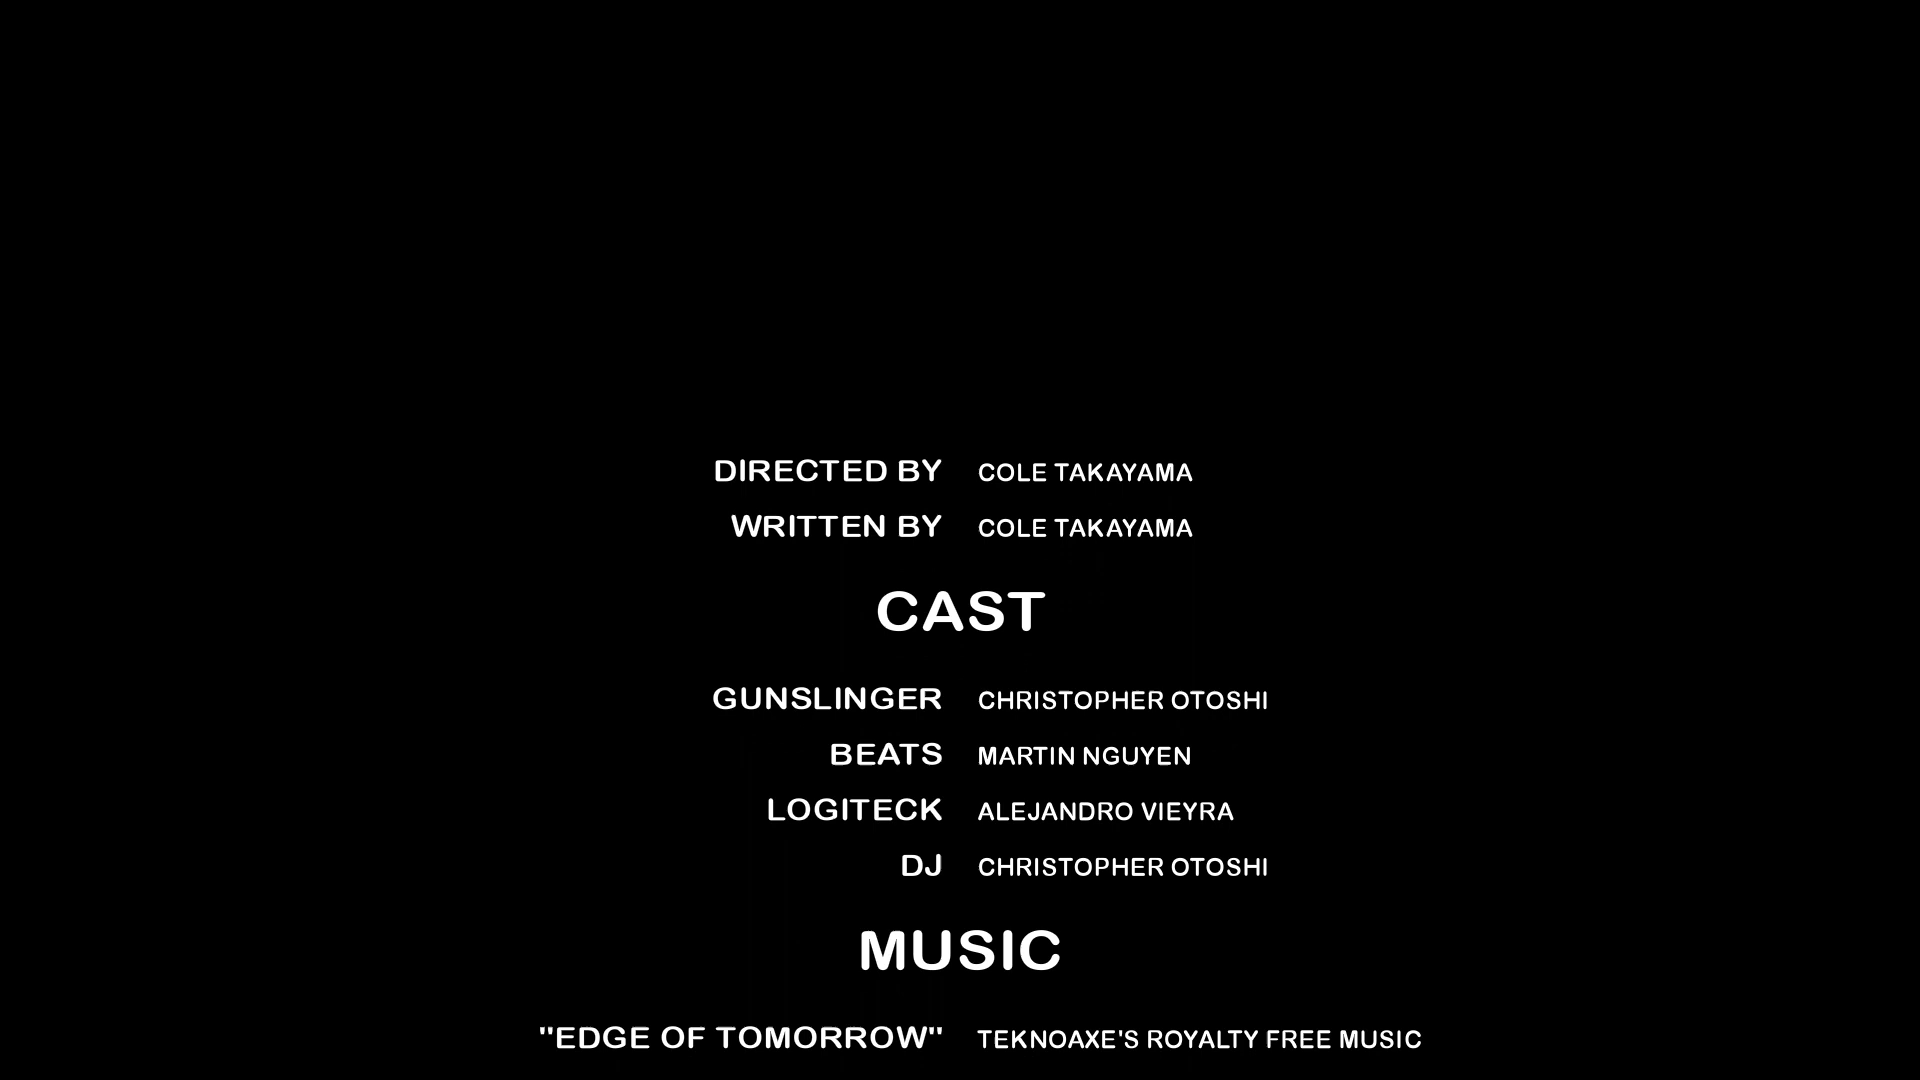 DIRECTED BY COLE TAKAYAMA
WRITTEN BY COLE TAKAYAMA
CAST
GUNSLINGER CHRISTOPHER OTOSHI
BEATS MARTIN NGUYEN
LOGITECK ALEJANDRO VIEYRA
DJ CHRISTOPHER OTOSHI
MUSIC
"EDGE OF TOMORROW" TEKNOAXE'S ROYALTY FREE MUSIC